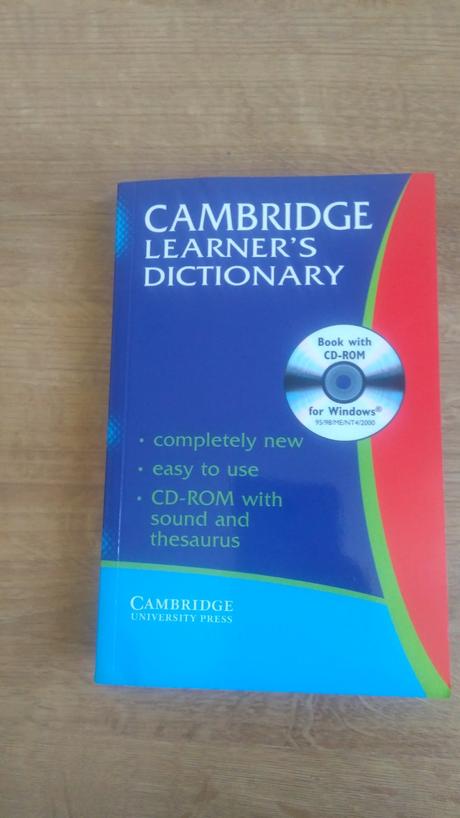 CAMBRIDGE
LEARNER'S
DICTIONARY
Book with
CD-ROM
for Windows®
95/98/ME/NT4/2000
• completely new
• easy to use
• CD-ROM with
sound and
thesaurus
CAMBRIDGE
UNIVERSITY PRESS